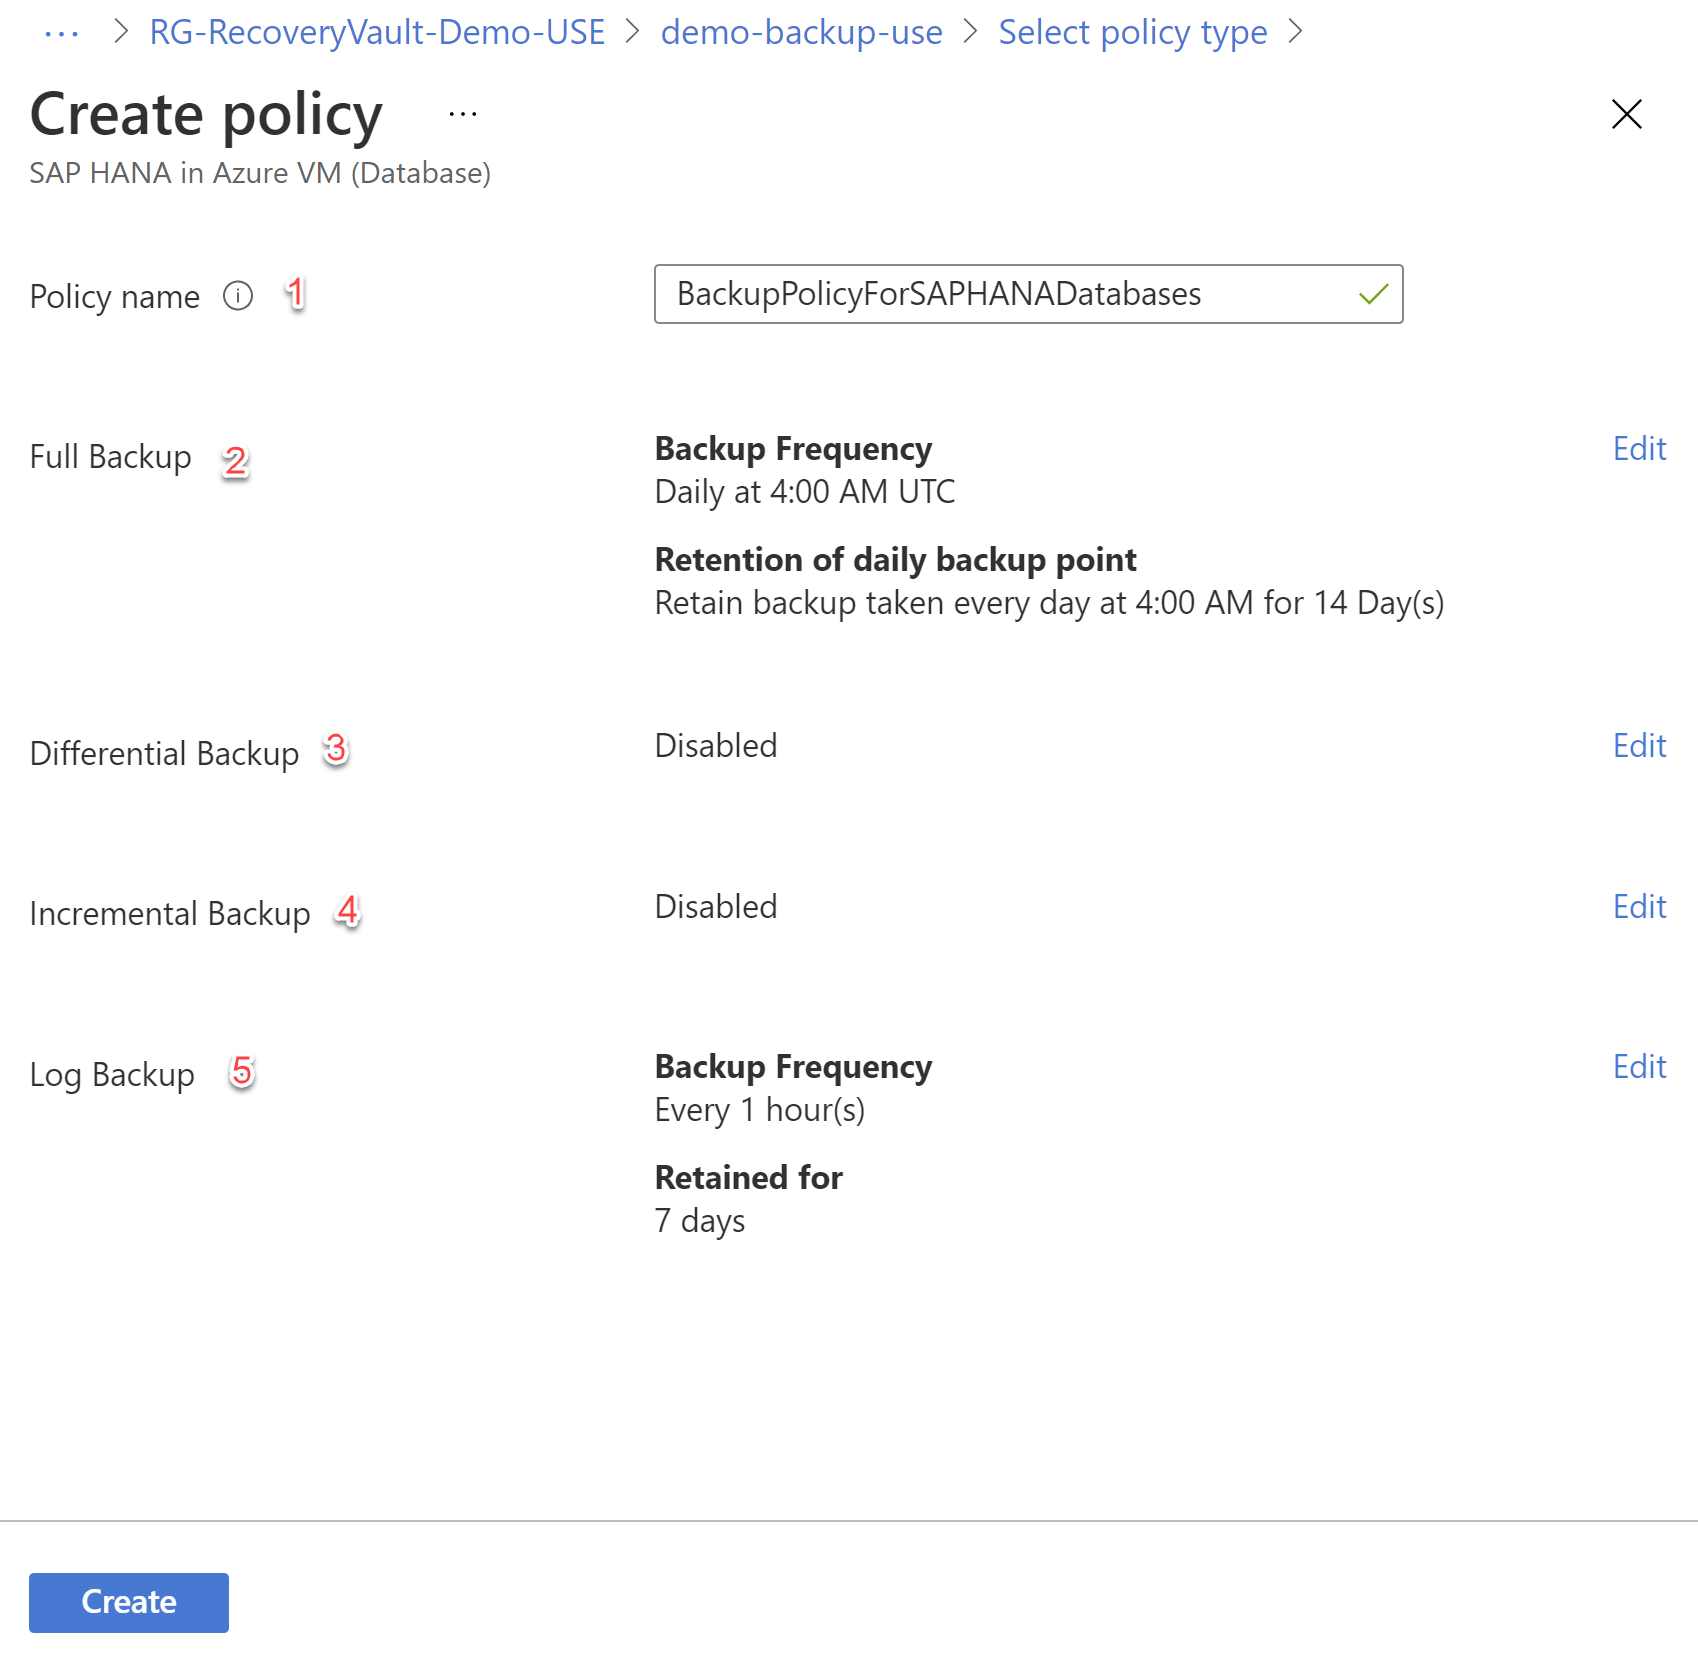 ... > RG-RecoveryVault-Demo-USE > demo-backup-use > Select policy type >
Create policy ...
SAP HANA in Azure VM (Database)
Policy name 1 BackupPolicyForSAPHANADatabases
Full Backup 2 Backup Frequency Edit
Daily at 4:00 AM UTC
Retention of daily backup point
Retain backup taken every day at 4:00 AM for 14 Day(s)
Differential Backup 3 Disabled Edit
Incremental Backup 4 Disabled Edit
Log Backup 5 Backup Frequency Edit
Every 1 hour(s)
Retained for
7 days
Create